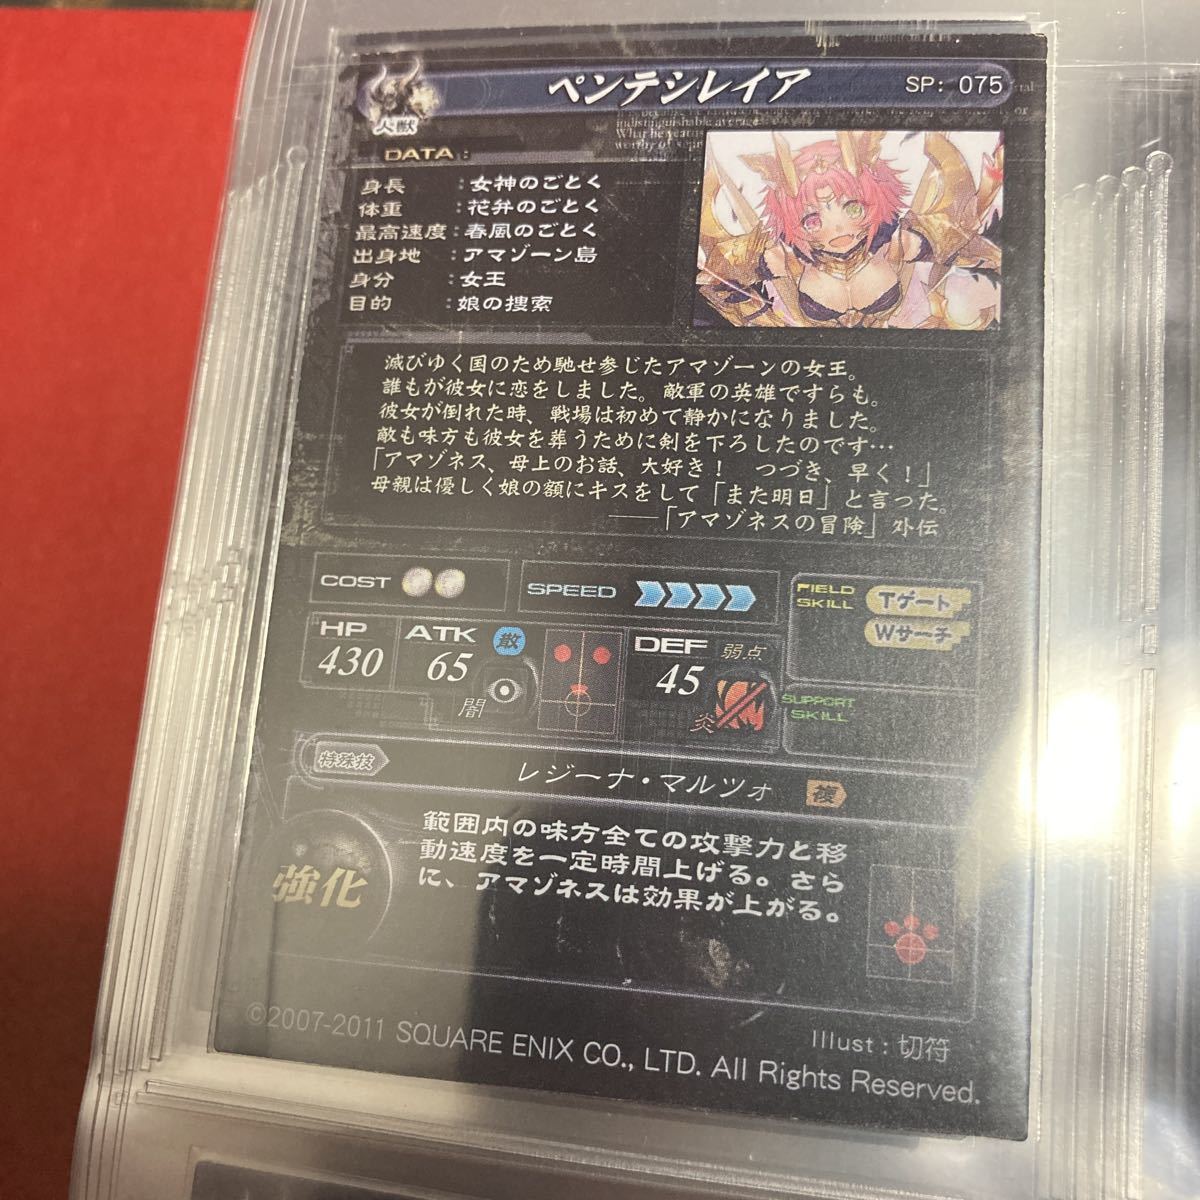 ペンテシレイア
SP: 075
人獣
DATA:
身長 :女神のごとく
体重 :花弁のごとく
最高速度:春風のごとく
出身地 :アマゾーン島
身分 :女王
目的 :娘の捜索
滅びゆく国のため馳せ参じたアマゾーンの女王。
誰もが彼女に恋をしました。敵軍の英雄ですらも。
彼女が倒れた時、戦場は初めて静かになりました。
敵も味方も彼女を葬うために剣を下ろしたのです…
「アマゾネス、母上のお話、大好き! つづき、早く!」
母親は優しく娘の額にキスをして「また明日」と言った。
――「アマゾネスの冒険」外伝
COST
SPEED
FIELD SKILL
Tゲート
Wサーチ
HP
430
ATK 散
65
闇
DEF 弱点
45
炎
SUPPORT SKILL
特殊技
レジーナ・マルツォ 複
強化
範囲内の味方全ての攻撃力と移
動速度を一定時間上げる。さら
に、アマゾネスは効果が上がる。
Illust:切符
©2007-2011 SQUARE ENIX CO., LTD. All Rights Reserved.